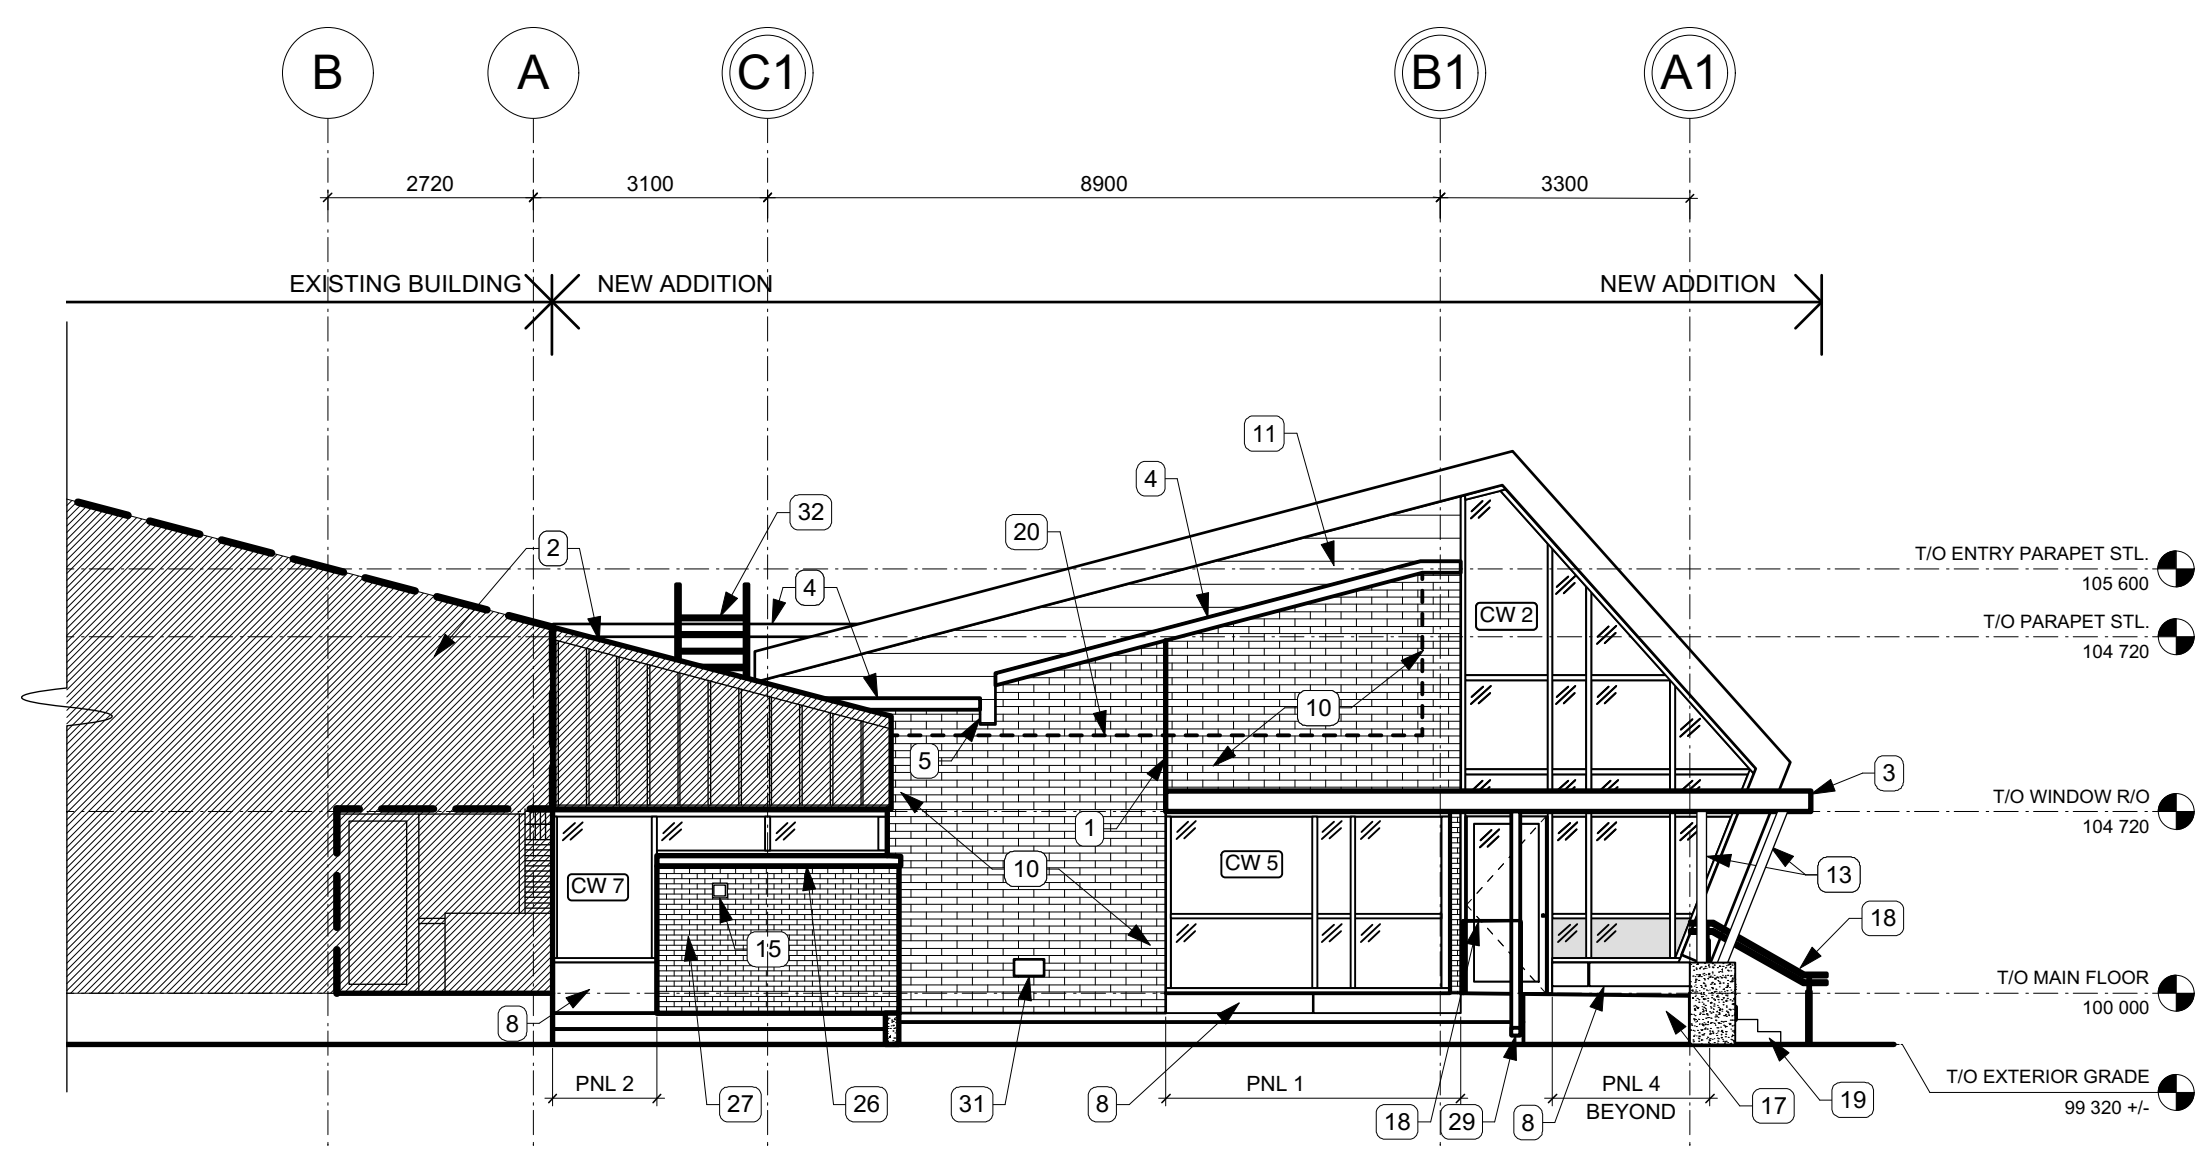 B
A
C1
B1
A1
2720
3100
8900
3300
EXISTING BUILDING
NEW ADDITION
NEW ADDITION
11
4
32
20
2
4
T/O ENTRY PARAPET STL.
105 600
CW 2
T/O PARAPET STL.
104 720
10
5
3
T/O WINDOW R/O
104 720
1
10
CW 5
CW 7
13
18
15
T/O MAIN FLOOR
100 000
8
T/O EXTERIOR GRADE
99 320 +/-
PNL 2
27
26
31
8
PNL 1
18
29
8
PNL 4
BEYOND
17
19